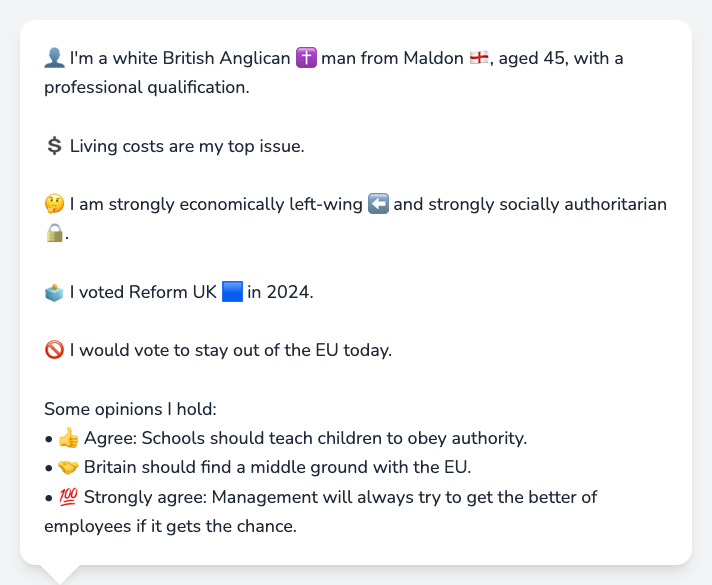 👤 I'm a white British Anglican ✝️ man from Maldon 🏴󠁧󠁢󠁥󠁮󠁧󠁿, aged 45, with a
professional qualification.
💲 Living costs are my top issue.
🤔 I am strongly economically left-wing ⬅️ and strongly socially authoritarian
🔒.
🗳️ I voted Reform UK 🟦 in 2024.
🚫 I would vote to stay out of the EU today.
Some opinions I hold:
• 👍 Agree: Schools should teach children to obey authority.
• 🤝 Britain should find a middle ground with the EU.
• 💯 Strongly agree: Management will always try to get the better of
employees if it gets the chance.